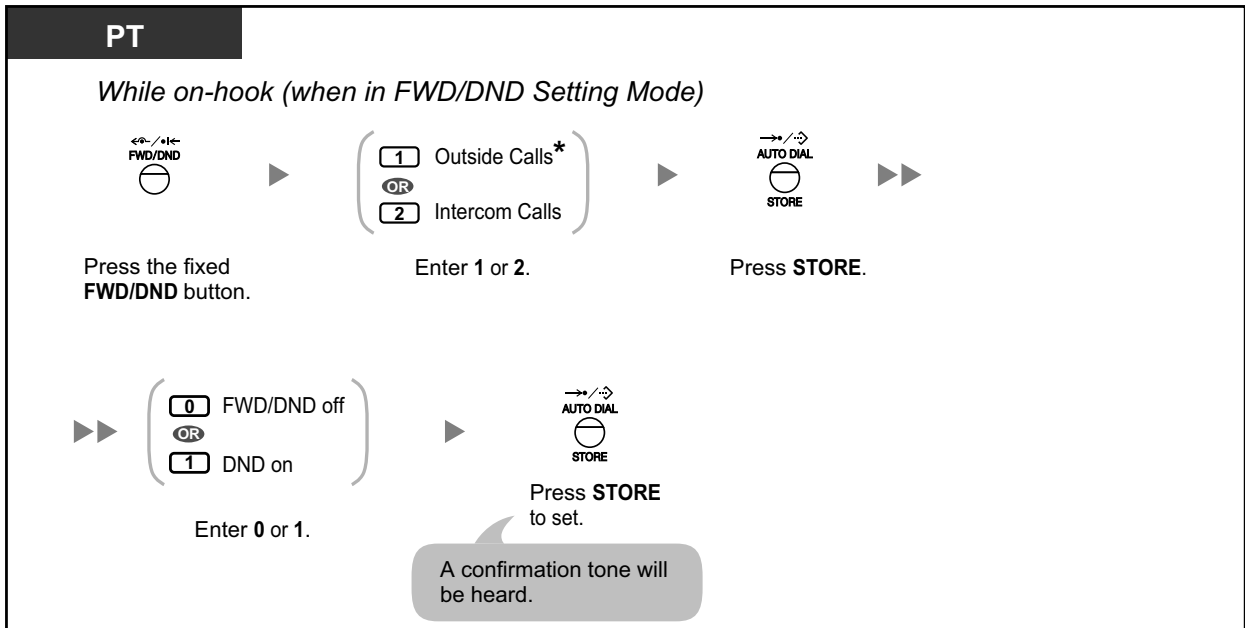 PT
While on-hook (when in FWD/DND Setting Mode)
FWD/DND
1 Outside Calls*
OR
2 Intercom Calls
AUTO DIAL
STORE
Press the fixed
FWD/DND button.
Enter 1 or 2.
Press STORE.
0 FWD/DND off
OR
1 DND on
AUTO DIAL
STORE
Enter 0 or 1.
Press STORE
to set.
A confirmation tone will
be heard.